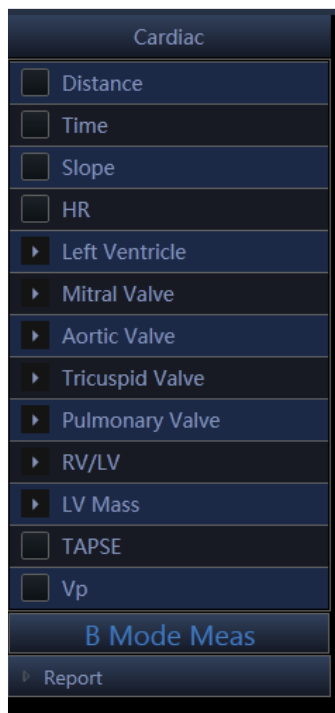 Cardiac
Distance
Time
Slope
HR
Left Ventricle
Mitral Valve
Aortic Valve
Tricuspid Valve
Pulmonary Valve
RV/LV
LV Mass
TAPSE
Vp
B Mode Meas
Report